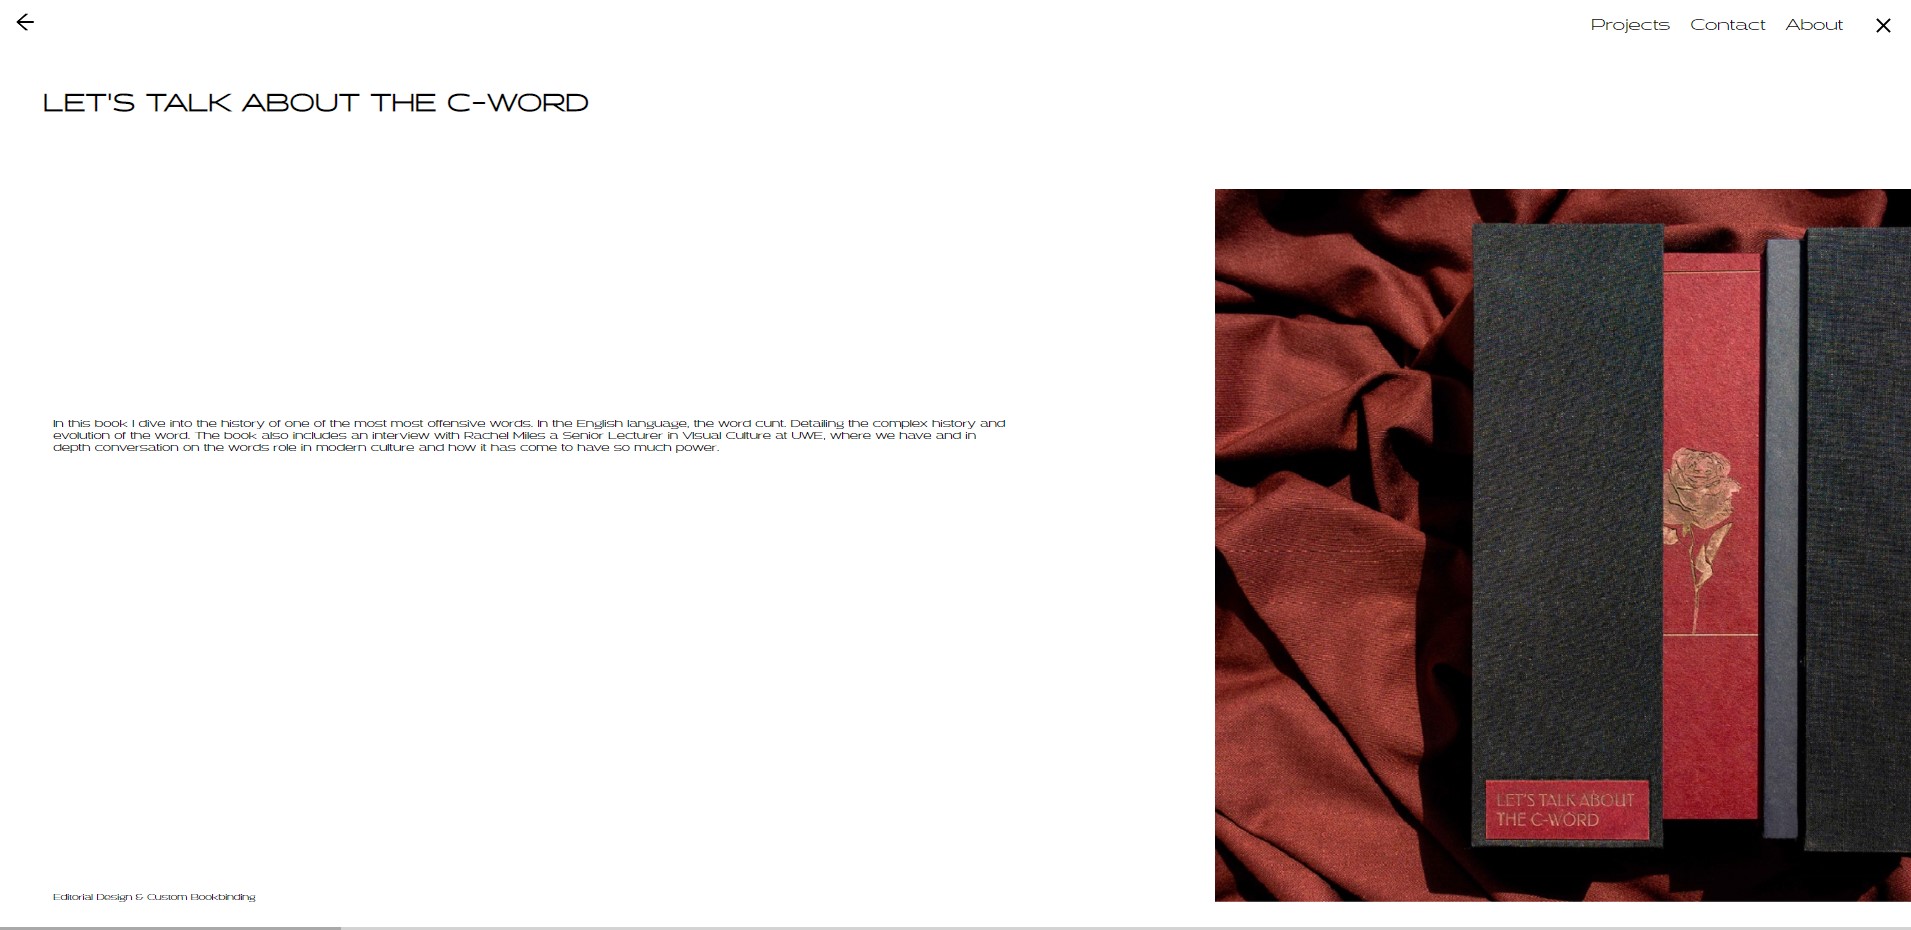 Projects Contact About
LET'S TALK ABOUT THE C-WORD
In this book I dive into the history of one of the most most offensive words. In the English language, the word cunt. Detailing the complex history and
evolution of the word. The book also includes an interview with Rachel Miles a Senior Lecturer in Visual Culture at UWE, where we have and in
depth conversation on the words role in modern culture and how it has come to have so much power.
LET'S TALK ABOUT
THE C-WORD
Editorial Design & Custom Bookbinding